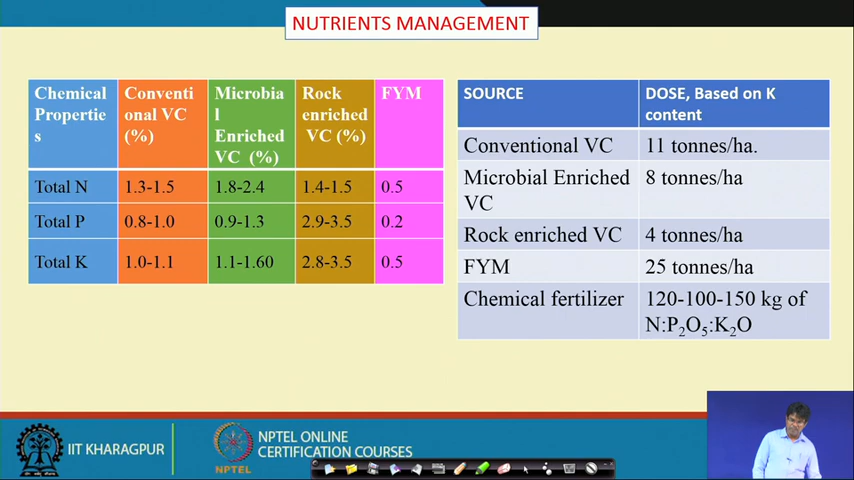 NUTRIENTS MANAGEMENT
Chemical
Propertie
s
Conventi
onal VC
(%)
Microbia
l
Enriched
VC (%)
Rock
enriched
VC (%)
FYM
Total N
1.3-1.5
1.8-2.4
1.4-1.5
0.5
Total P
0.8-1.0
0.9-1.3
2.9-3.5
0.2
Total K
1.0-1.1
1.1-1.60
2.8-3.5
0.5
SOURCE
DOSE, Based on K
content
Conventional VC
11 tonnes/ha.
Microbial Enriched
VC
8 tonnes/ha
Rock enriched VC
4 tonnes/ha
FYM
25 tonnes/ha
Chemical fertilizer
120-100-150 kg of
N:P₂O₅:K₂O
IIT KHARAGPUR
NPTEL
NPTEL ONLINE
CERTIFICATION COURSES